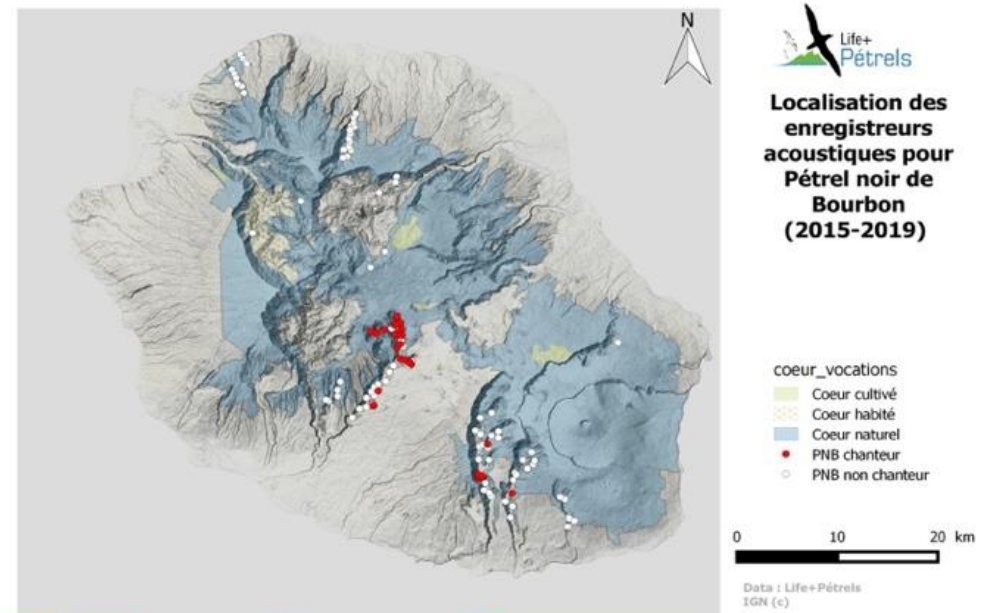 N
Life+
Pétrels
Localisation des
enregistreurs
acoustiques pour
Pétrel noir de
Bourbon
(2015-2019)
coeur_vocations
Coeur cultivé
Coeur habité
Coeur naturel
PNB chanteur
PNB non chanteur
0 10 20 km
Data : Life+Pétrels
IGN (c)